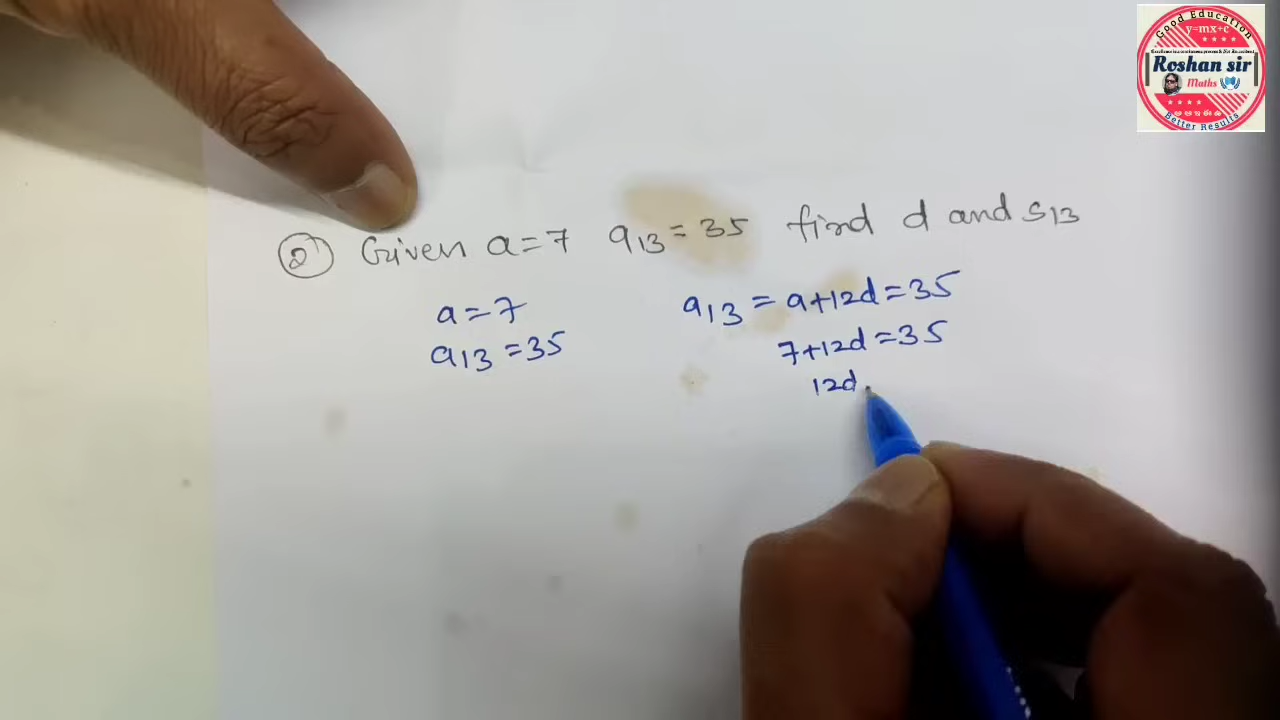 Good Education
y=mx+c
Roshan sir
Maths
Better Results
2 Given a=7 a13=35 find d and S13
a=7
a13=35
a13=a+12d=35
7+12d=35
12d